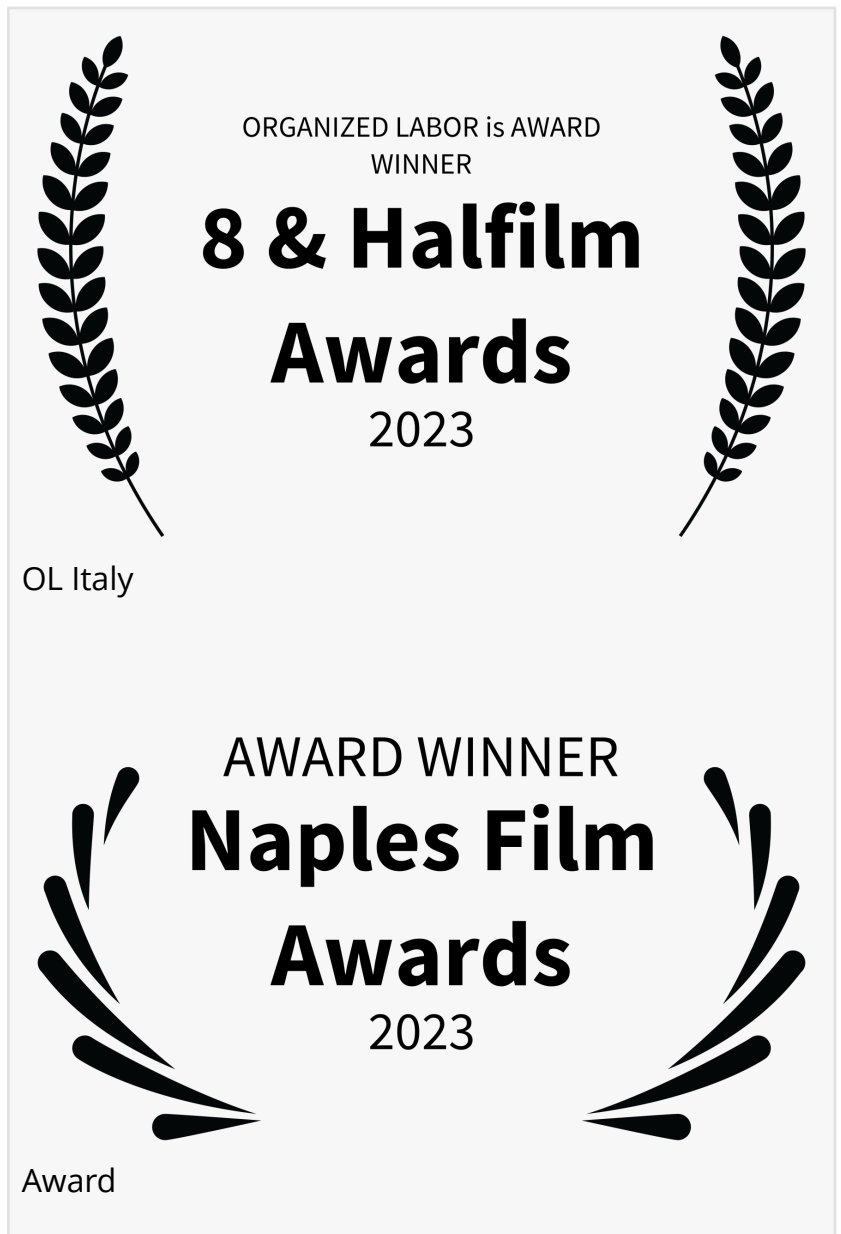 ORGANIZED LABOR is AWARD
WINNER
8 & Halfilm
Awards
2023
OL Italy
AWARD WINNER
Naples Film
Awards
2023
Award